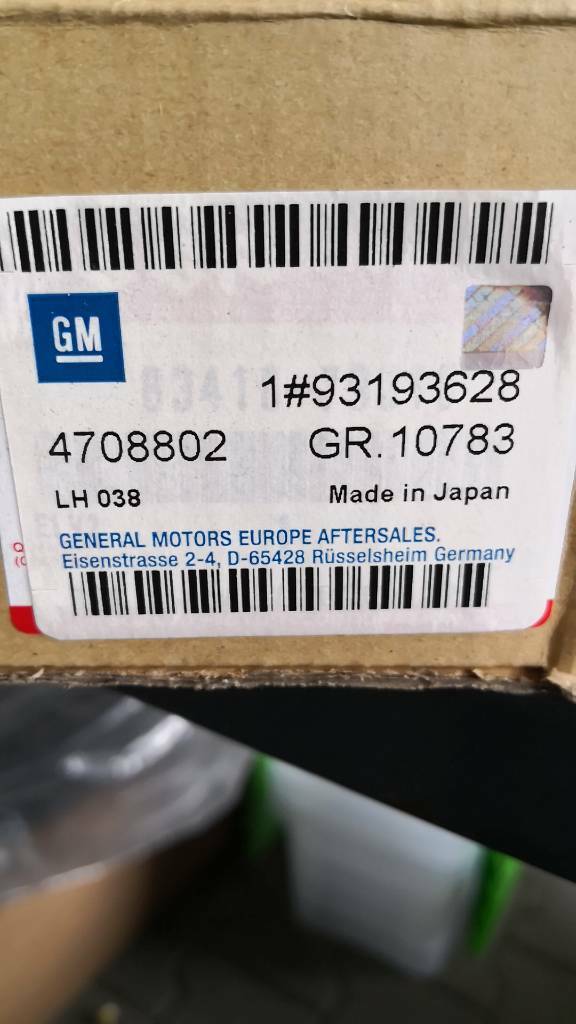 GM
1#93193628
4708802 GR.10783
LH 038 Made in Japan
GENERAL MOTORS EUROPE AFTERSALES.
Eisenstrasse 2-4, D-65428 Rüsselsheim Germany